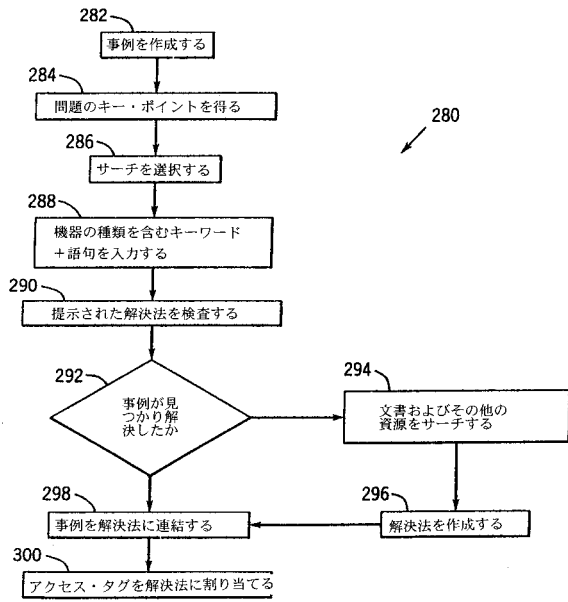 282
事例を作成する
284
問題のキー・ポイントを得る
280
286
サーチを選択する
288
機器の種類を含むキーワード
+語句を入力する
290
提示された解決法を検査する
292
事例が見
つかり解
決したか
294
文書およびその他の
資源をサーチする
298
事例を解決法に連結する
296
解決法を作成する
300
アクセス・タグを解決法に割り当てる